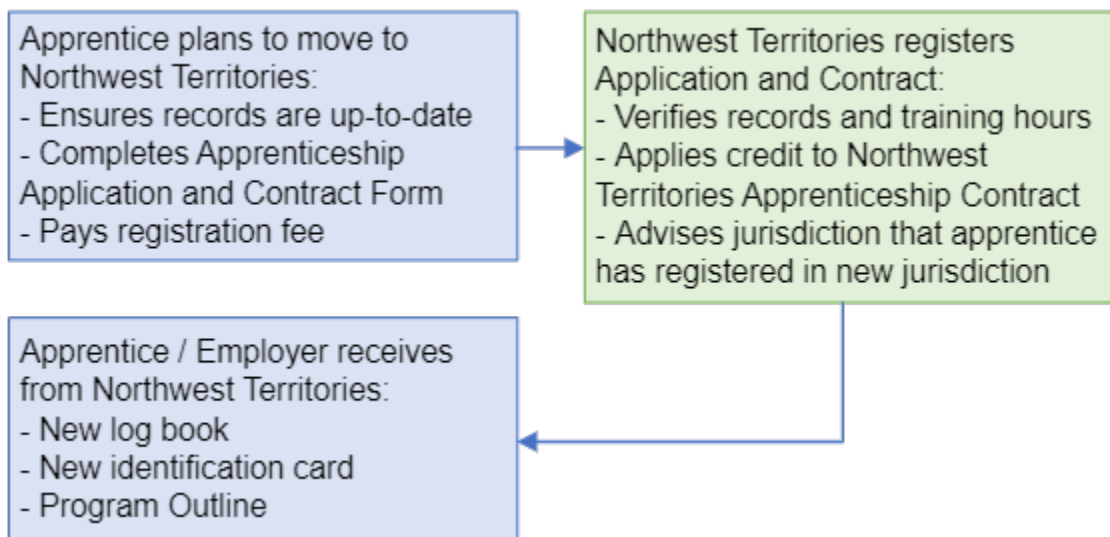 Apprentice plans to move to
Northwest Territories:
- Ensures records are up-to-date
- Completes Apprenticeship
Application and Contract Form
- Pays registration fee
Northwest Territories registers
Application and Contract:
- Verifies records and training hours
- Applies credit to Northwest
Territories Apprenticeship Contract
- Advises jurisdiction that apprentice
has registered in new jurisdiction
Apprentice / Employer receives
from Northwest Territories:
- New log book
- New identification card
- Program Outline